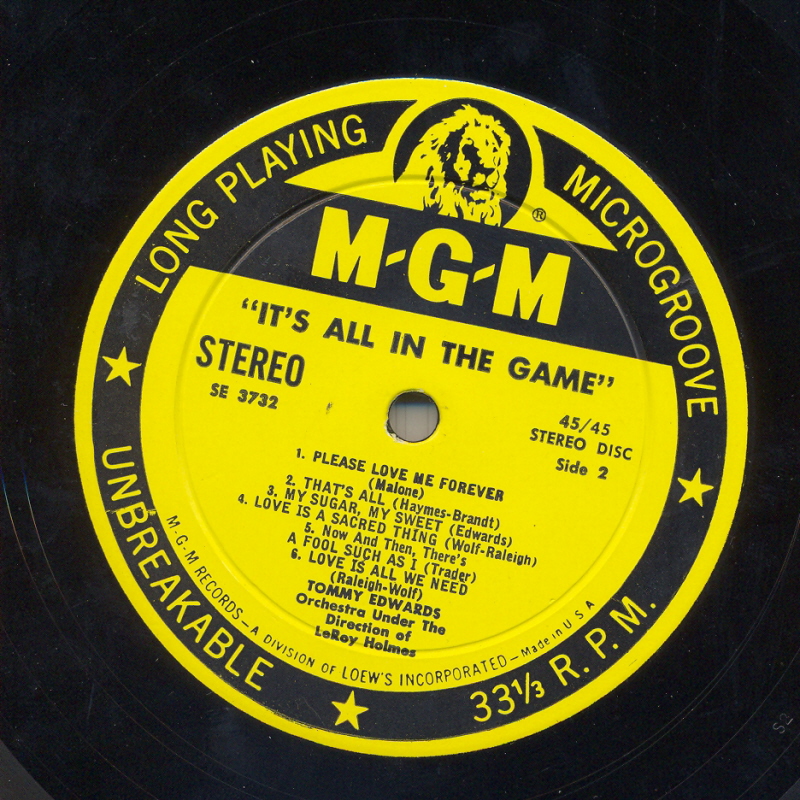 LONG PLAYING
MICROGROOVE
®
M-G-M
"IT'S ALL IN THE GAME"
STEREO
SE 3732
45/45
STEREO DISC
Side 2
1. PLEASE LOVE ME FOREVER
(Malone)
2. THAT'S ALL (Haymes-Brandt)
3. MY SUGAR, MY SWEET (Edwards)
4. LOVE IS A SACRED THING (Wolf-Raleigh)
5. Now And Then, There's
A FOOL SUCH AS I (Trader)
6. LOVE IS ALL WE NEED
(Raleigh-Wolf)
TOMMY EDWARDS
Orchestra Under The
Direction of
LeRoy Holmes
M-G-M RECORDS—A DIVISION OF LOEW'S INCORPORATED—Made in U S A
UNBREAKABLE
33⅓ R.P.M.
S2